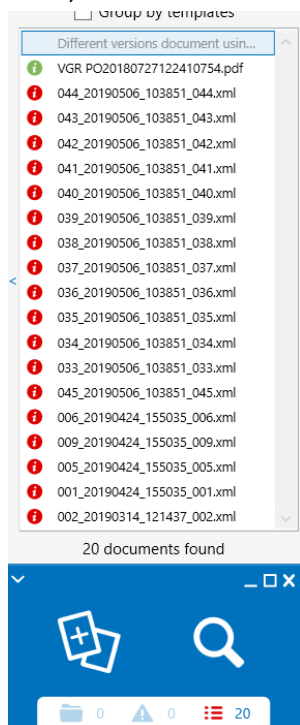 Group by templates
Different versions document usin...
VGR PO20180727122410754.pdf
044_20190506_103851_044.xml
043_20190506_103851_043.xml
042_20190506_103851_042.xml
041_20190506_103851_041.xml
040_20190506_103851_040.xml
039_20190506_103851_039.xml
038_20190506_103851_038.xml
037_20190506_103851_037.xml
036_20190506_103851_036.xml
035_20190506_103851_035.xml
034_20190506_103851_034.xml
033_20190506_103851_033.xml
045_20190506_103851_045.xml
006_20190424_155035_006.xml
009_20190424_155035_009.xml
005_20190424_155035_005.xml
001_20190424_155035_001.xml
002_20190314_121437_002.xml
20 documents found
0 0 20